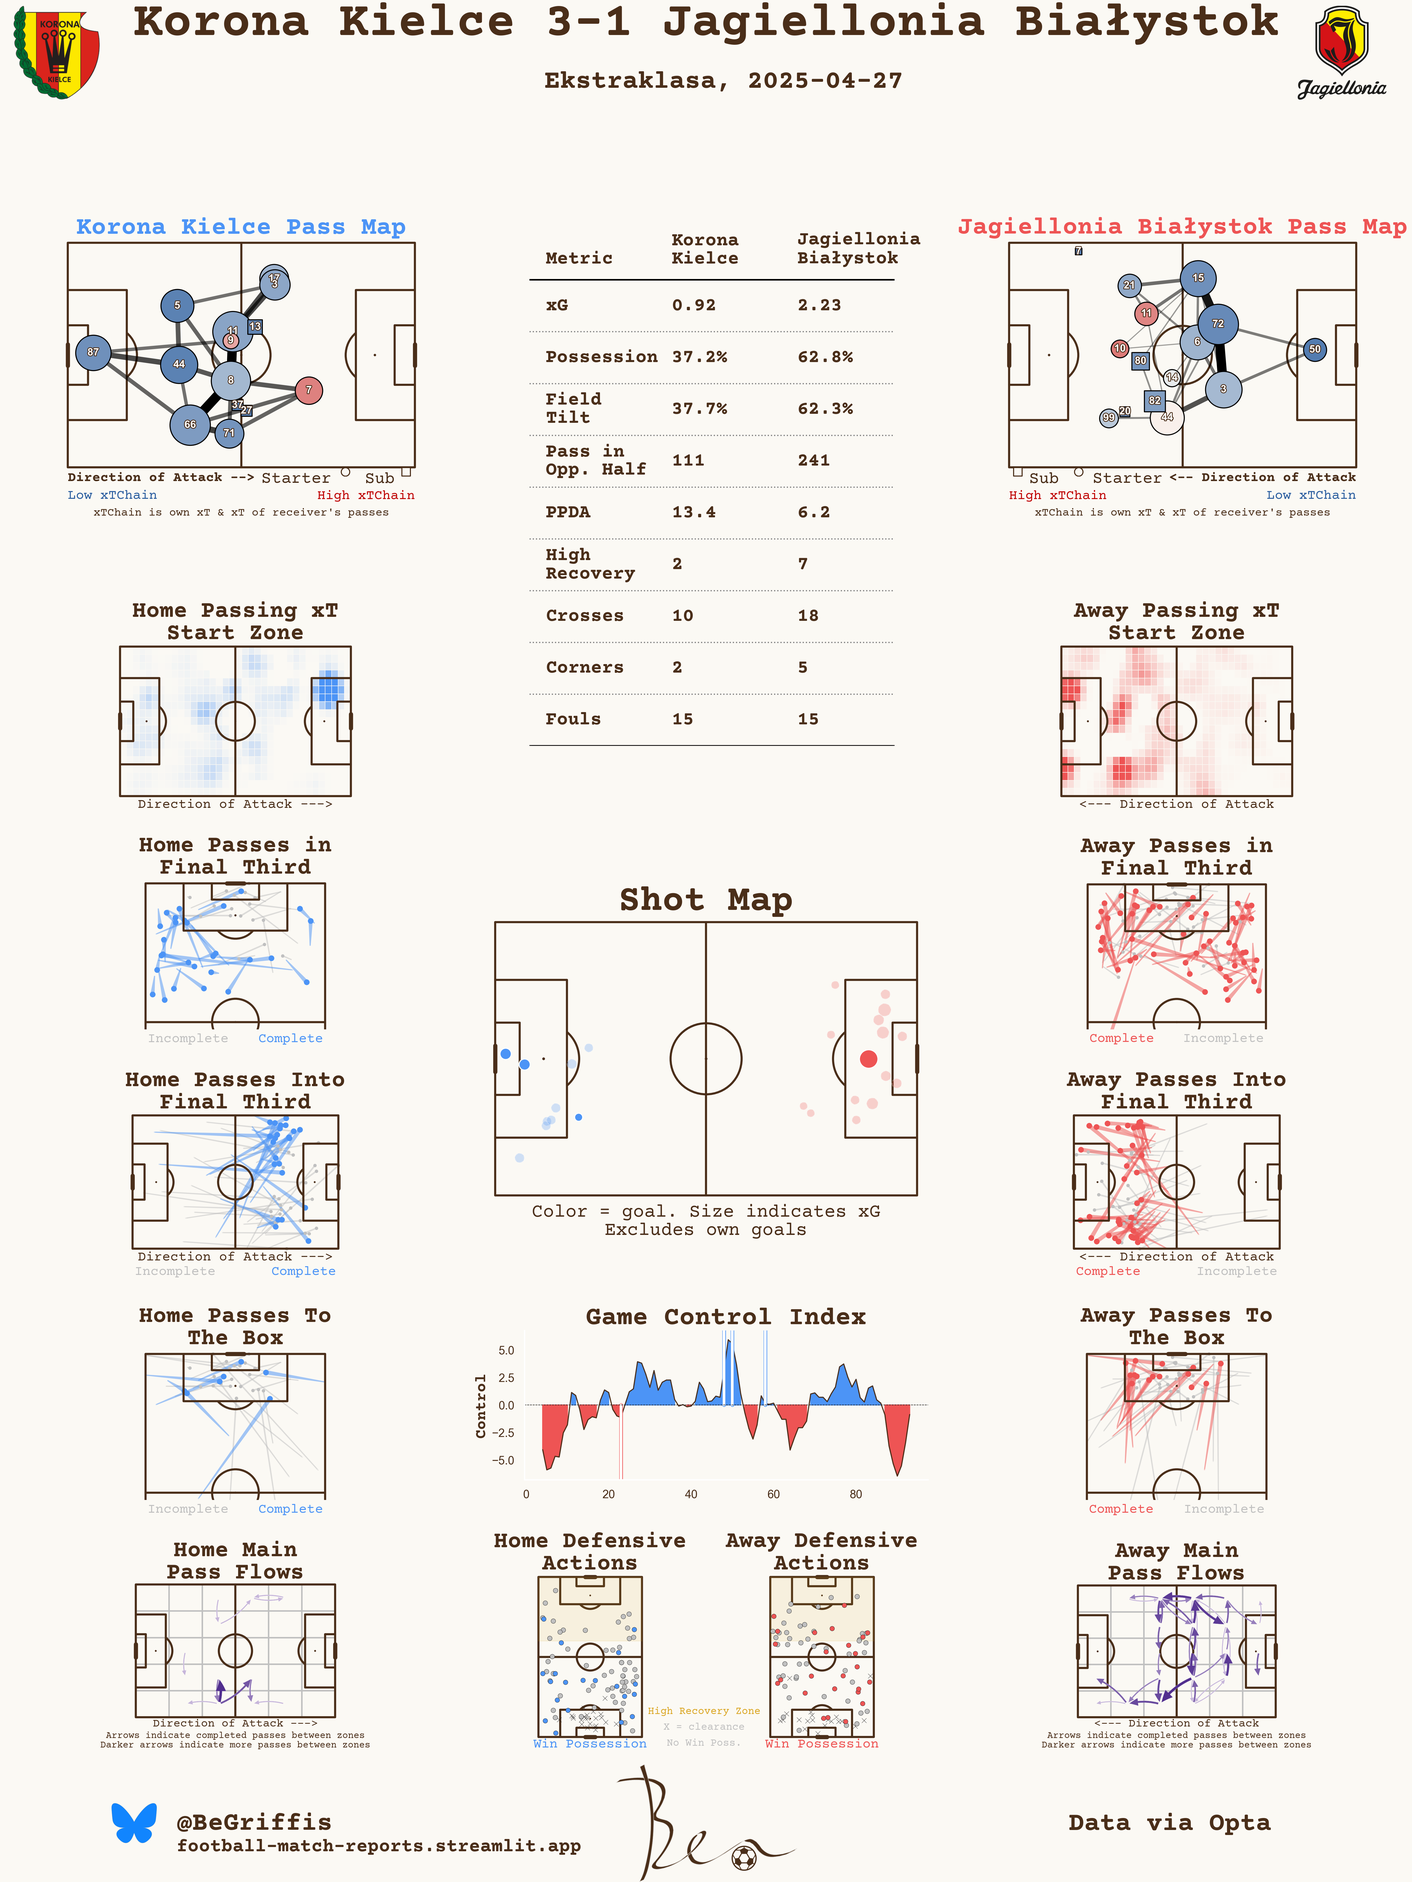 Korona Kielce 3-1 Jagiellonia Białystok
Ekstraklasa, 2025-04-27
KORONA
KIELCE
Jagiellonia
Korona Kielce Pass Map
87
5
44
66
71
8
11
9
13
17
3
7
37
27
Direction of Attack --> Starter Sub
Low xTChain High xTChain
xTChain is own xT & xT of receiver's passes
Metric Korona Kielce Jagiellonia Białystok
xG 0.92 2.23
Possession 37.2% 62.8%
Field Tilt 37.7% 62.3%
Pass in Opp. Half 111 241
PPDA 13.4 6.2
High Recovery 2 7
Crosses 10 18
Corners 2 5
Fouls 15 15
Jagiellonia Białystok Pass Map
7
21
15
11
72
10
6
80
50
14
3
82
99
20
44
Sub Starter <-- Direction of Attack
High xTChain Low xTChain
xTChain is own xT & xT of receiver's passes
Home Passing xT
Start Zone
Direction of Attack --->
Away Passing xT
Start Zone
<--- Direction of Attack
Home Passes in
Final Third
Incomplete Complete
Away Passes in
Final Third
Complete Incomplete
Shot Map
Color = goal. Size indicates xG
Excludes own goals
Home Passes Into
Final Third
Direction of Attack --->
Incomplete Complete
Away Passes Into
Final Third
<--- Direction of Attack
Complete Incomplete
Game Control Index
Control
5.0
2.5
0.0
−2.5
−5.0
0 20 40 60 80
Home Passes To
The Box
Incomplete Complete
Away Passes To
The Box
Complete Incomplete
Home Main
Pass Flows
Direction of Attack --->
Arrows indicate completed passes between zones
Darker arrows indicate more passes between zones
Home Defensive
Actions
Win Possession
High Recovery Zone
X = clearance
No Win Poss.
Away Defensive
Actions
Win Possession
Away Main
Pass Flows
<--- Direction of Attack
Arrows indicate completed passes between zones
Darker arrows indicate more passes between zones
@BeGriffis
football-match-reports.streamlit.app
Ben
Data via Opta